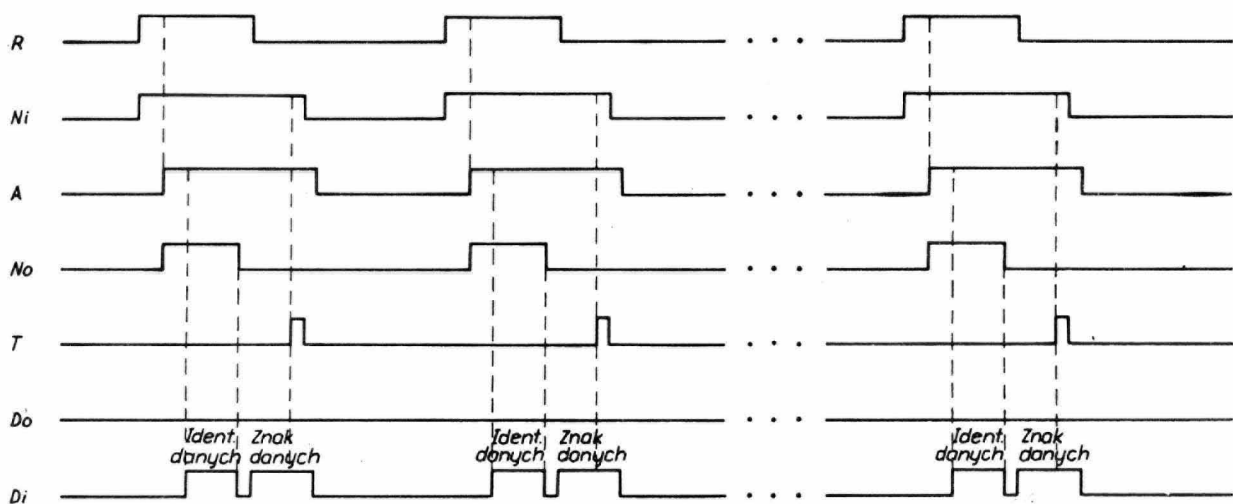 R
Ni
A
No
T
Do
Ident. danych Znak danych
Ident. danych Znak danych
Ident. danych Znak danych
Di